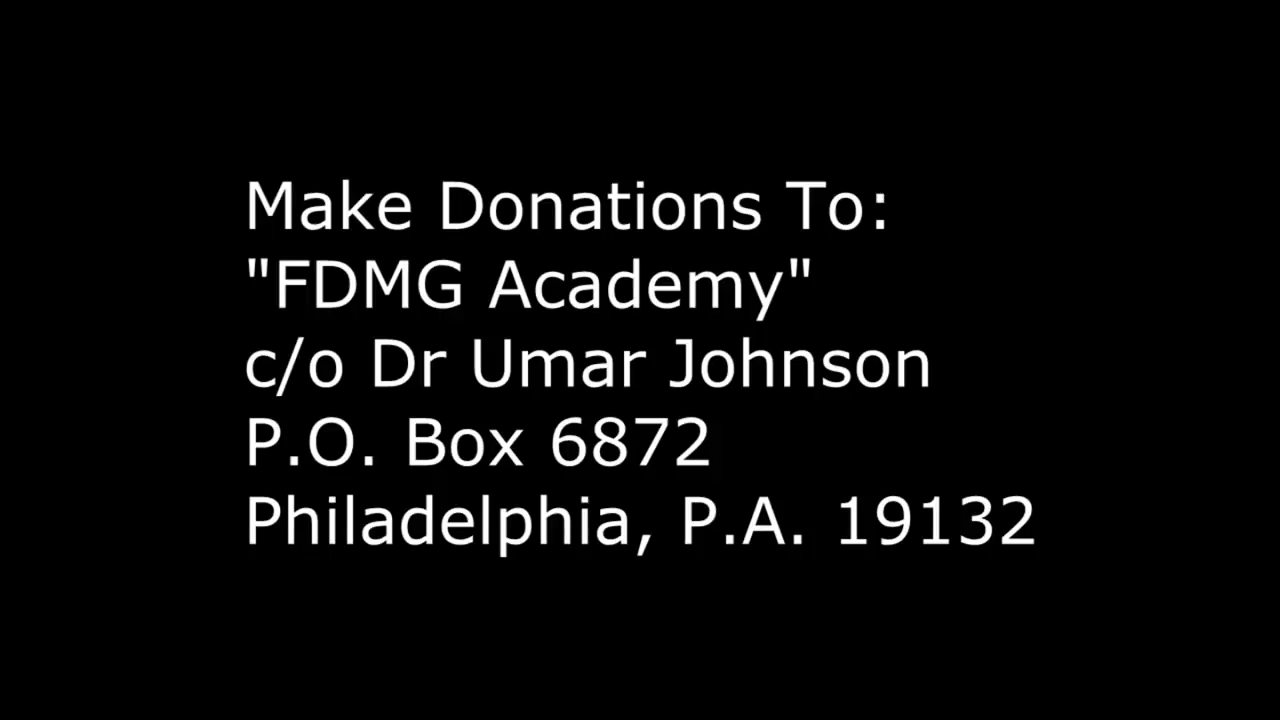 Make Donations To:
"FDMG Academy"
c/o Dr Umar Johnson
P.O. Box 6872
Philadelphia, P.A. 19132